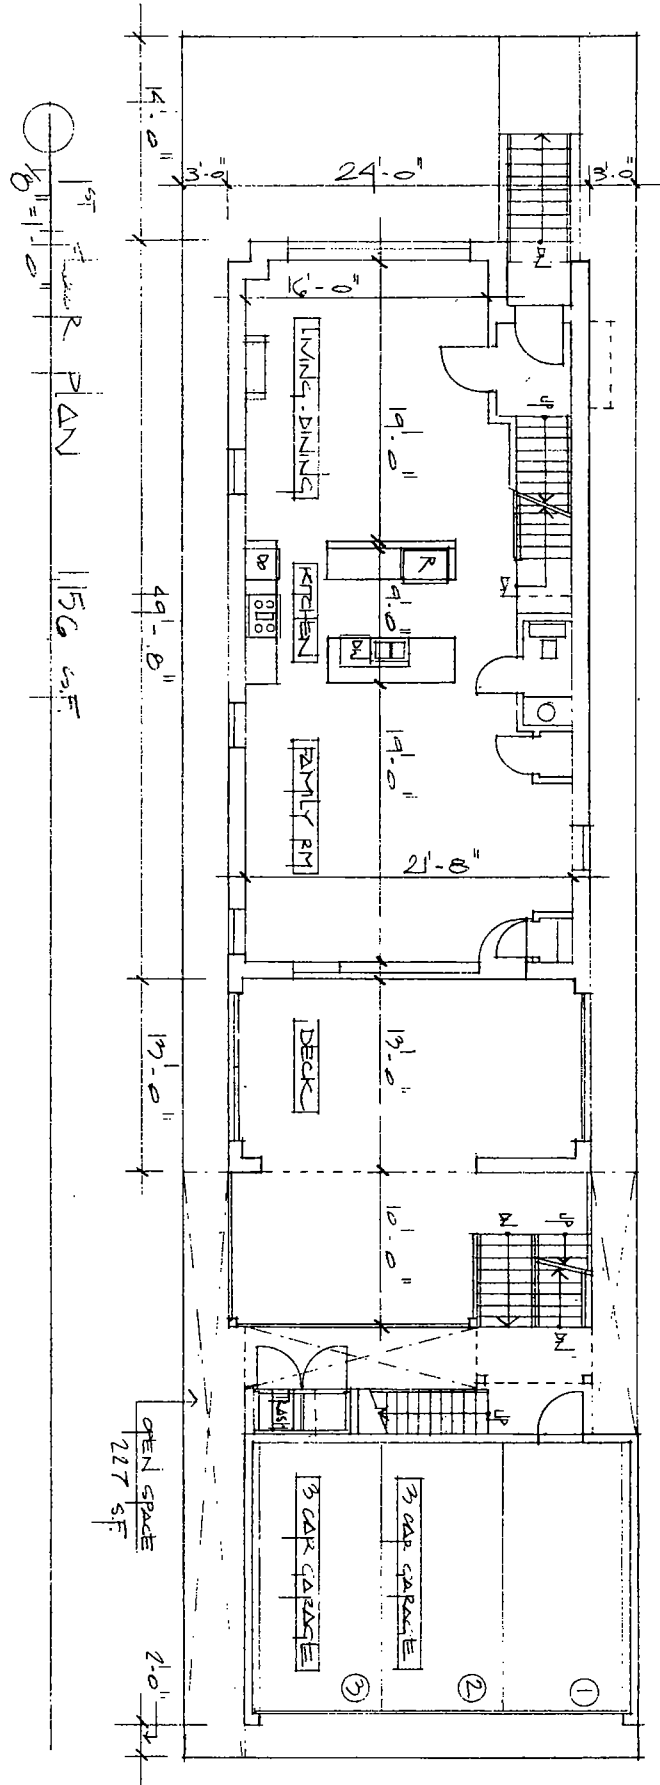 1ST FLOOR PLAN 1156 S.F.
1/8" = 1'-0"
3'-0"
24'-0"
3'-0"
49'-8"
13'-0"
2'-0"
16'-0"
19'-0"
9'-0"
19'-0"
21'-8"
13'-0"
10'-0"
LIVING-DINING
KITCHEN
FAMILY RM
DECK
R
DW
DN
UP
DN
DN
UP
DN
UP
TRASH
OPEN SPACE
227 S.F.
3 CAR GARAGE
3 CAR GARAGE
1
2
3